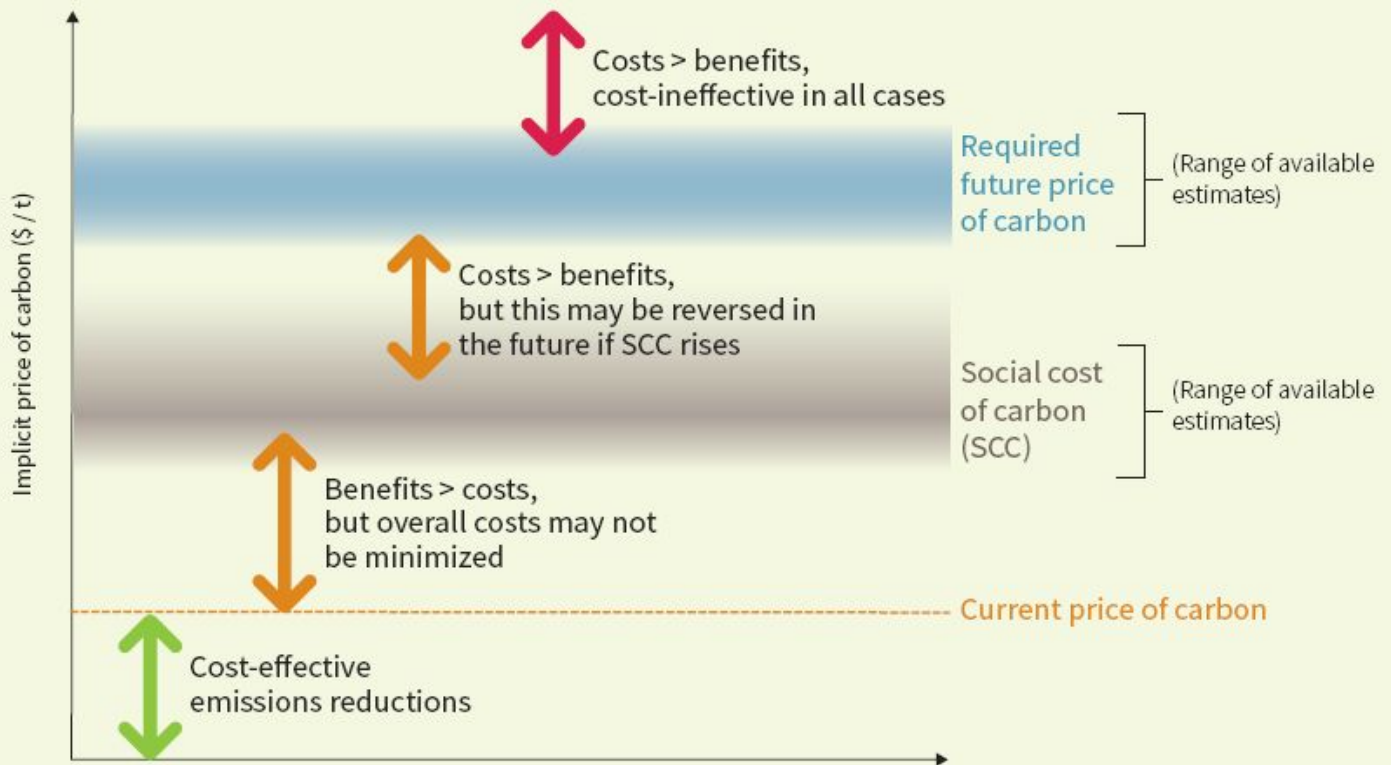 Costs > benefits,
cost-ineffective in all cases
Required
future price
of carbon
(Range of available
estimates)
Costs > benefits,
but this may be reversed in
the future if SCC rises
Implicit price of carbon ($ / t)
Social cost
of carbon
(SCC)
(Range of available
estimates)
Benefits > costs,
but overall costs may not
be minimized
Current price of carbon
Cost-effective
emissions reductions